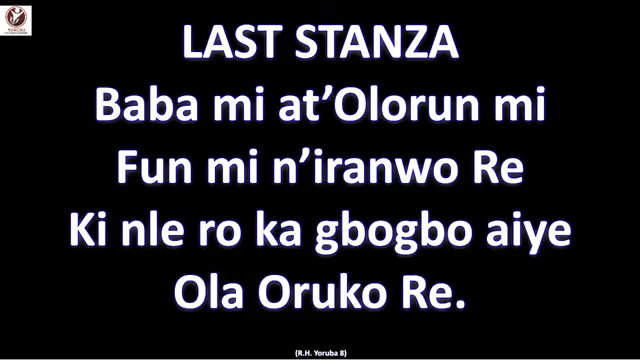 LAST STANZA
Baba mi at’Olorun mi
Fun mi n’iranwo Re
Ki nle ro ka gbogbo aiye
Ola Oruko Re.
(R.H. Yoruba 8)